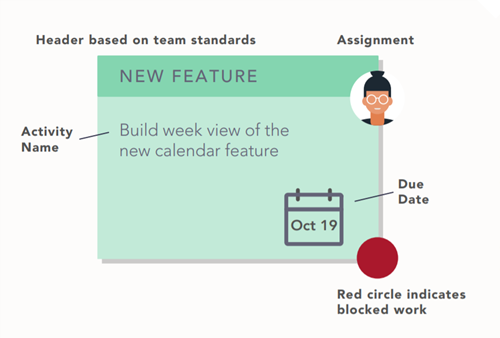 Header based on team standards
Assignment
NEW FEATURE
Activity
Name
Build week view of the
new calendar feature
Due
Date
Oct 19
Red circle indicates
blocked work